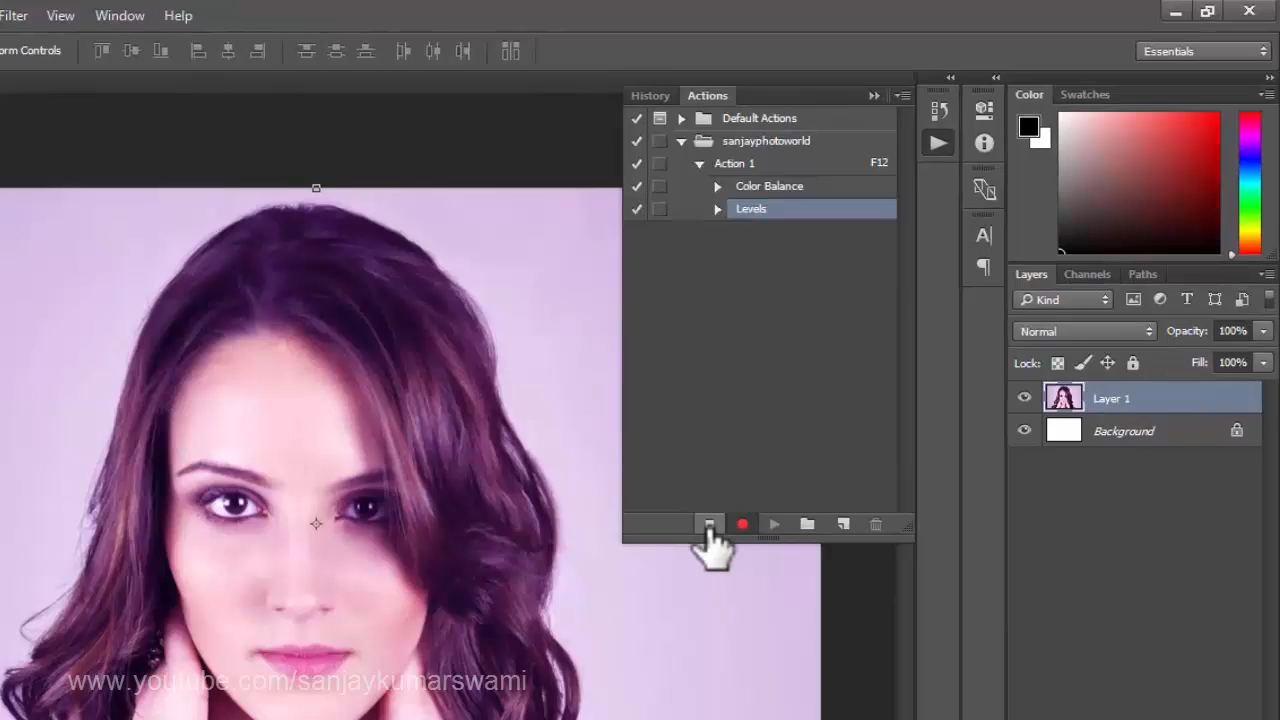 Filter View Window Help
orm Controls
Essentials
History Actions
Default Actions
sanjayphotoworld
Action 1 F12
Color Balance
Levels
Color Swatches
Layers Channels Paths
Kind
Normal Opacity: 100%
Lock: Fill: 100%
Layer 1
Background
www.youtube.com/sanjaykumarswami